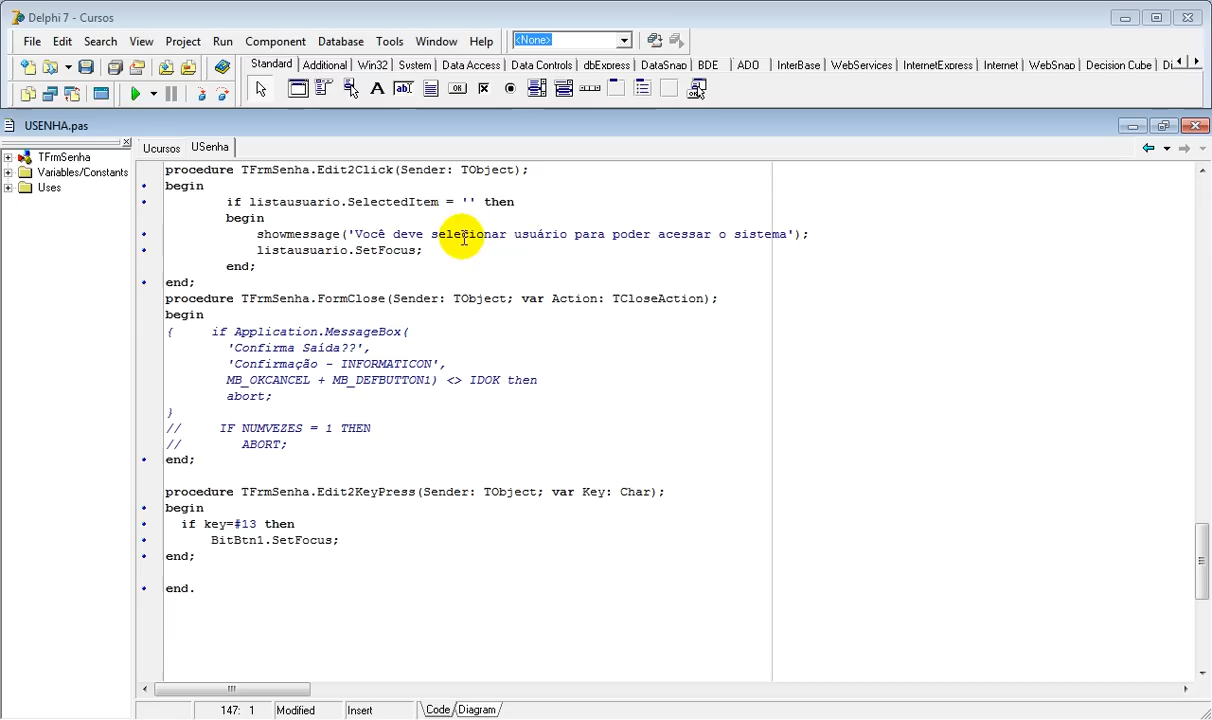 Delphi 7 - Cursos
File Edit Search View Project Run Component Database Tools Window Help <None>
Standard Additional Win32 System Data Access Data Controls dbExpress DataSnap BDE ADO InterBase WebServices InternetExpress Internet WebSnap Decision Cube
USENHA.pas
TFrmSenha
Variables/Constants
Uses
Ucursos USenha
procedure TFrmSenha.Edit2Click(Sender: TObject);
begin
if listausuario.SelectedItem = '' then
begin
showmessage('Você deve selecionar usuário para poder acessar o sistema');
listausuario.SetFocus;
end;
end;
procedure TFrmSenha.FormClose(Sender: TObject; var Action: TCloseAction);
begin
{ if Application.MessageBox(
'Confirma Saída??',
'Confirmação - INFORMATICON',
MB_OKCANCEL + MB_DEFBUTTON1) <> IDOK then
abort;
}
// IF NUMVEZES = 1 THEN
// ABORT;
end;
procedure TFrmSenha.Edit2KeyPress(Sender: TObject; var Key: Char);
begin
if key=#13 then
BitBtn1.SetFocus;
end;
end.
147: 1 Modified Insert Code Diagram